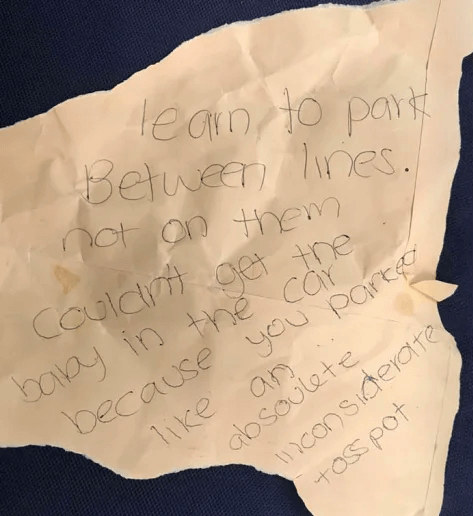 learn to park
Between lines.
not on them
Couldn't get the
baby in the car
because you parked
like an
absoulete
inconsiderate
tosspot